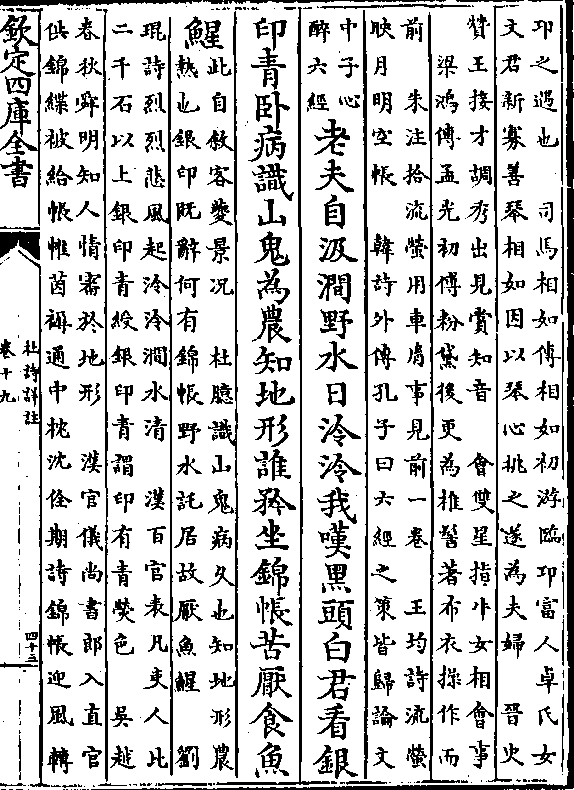 邛之遇也　司馬相如傳相如初游臨邛富人卓氏女
文君新寡善琴相如因以琴心挑之遂為夫婦　晉史
贊王接才調秀出見賞知音　會雙星指牛女相會事
梁鴻傳孟光初傅粉黛後更為椎髻著布衣操作而
前　朱注拾流螢用車胤事見前一卷　王均詩流螢
映月明空帳　韓詩外傳孔子曰六經之策皆歸論文
中子心
醉六經
老夫自汲澗野水日泠泠我嘆黑頭白君看銀
印青卧病識山鬼為農知地形誰矜坐錦帳苦厭食魚
鯹
此自敘客夔景況　杜臆識山鬼病久也知地形農
熟也銀印既辭何有錦帳野水託居故厭魚鯹　劉
琨詩烈烈悲風起泠泠澗水清　漢百官表凡吏人比
二千石以上銀印青綬銀印青謂印有青熒色　吳越
春秋舜明知人情審於地形　漢官儀尚書郎入直官
供錦緤被給帳帷茵褥通中枕沈佺期詩錦帳迎風轉
欽定四庫全書
杜詩詳註
卷十九
四十三